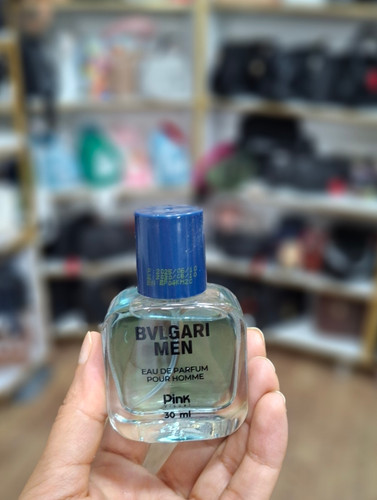 BVLGARI
MEN
EAU DE PARFUM
POUR HOMME
Pink
30 ml